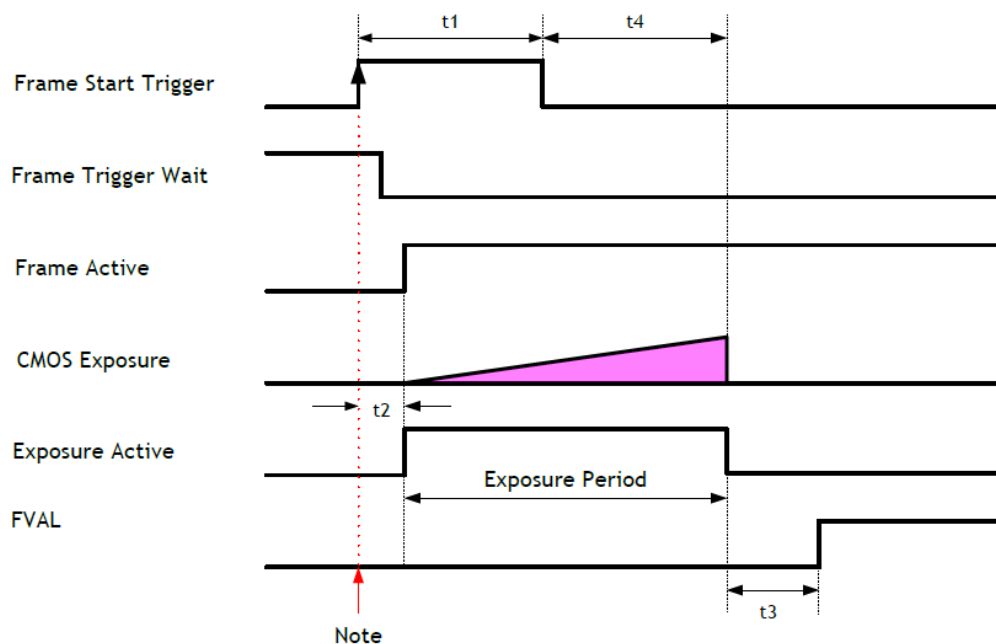 t1
t4
Frame Start Trigger
Frame Trigger Wait
Frame Active
CMOS Exposure
t2
Exposure Active
Exposure Period
FVAL
t3
Note